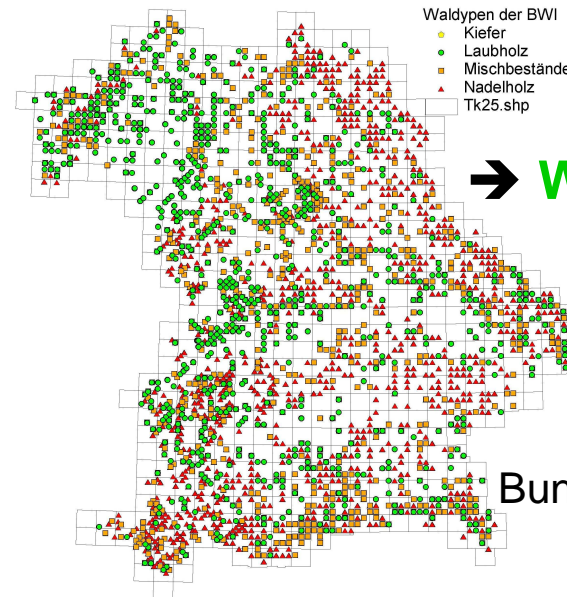 Waldypen der BWI
Kiefer
Laubholz
Mischbestände
Nadelholz
Tk25.shp
➔ W
Bun